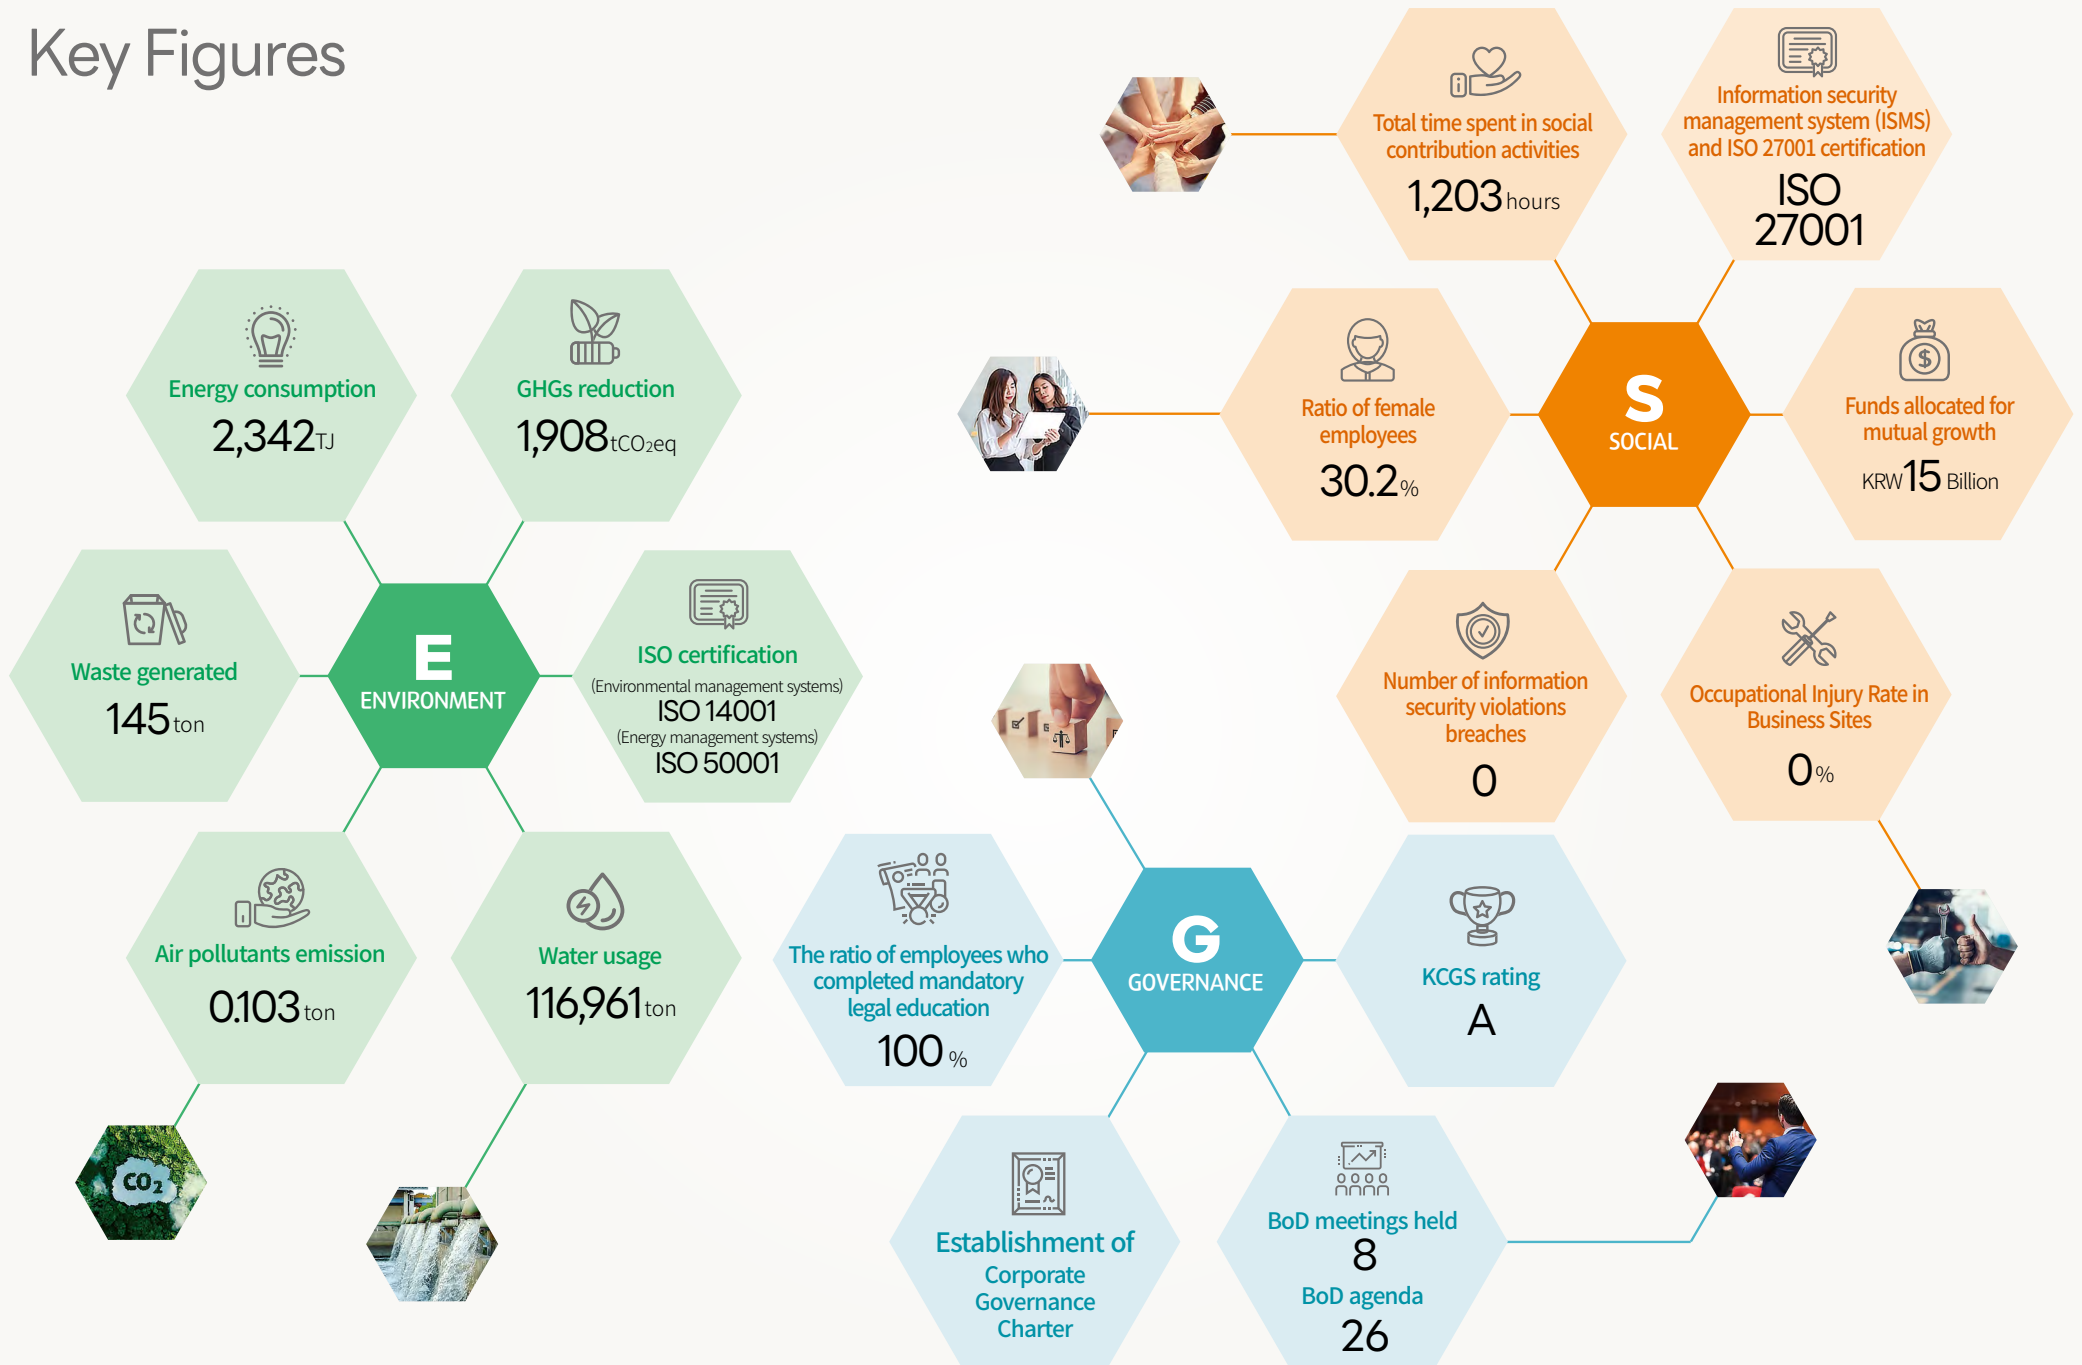 Key Figures
Energy consumption
2,342TJ
GHGs reduction
1,908tCO₂eq
Waste generated
145 ton
E
ENVIRONMENT
ISO certification
(Environmental management systems)
ISO 14001
(Energy management systems)
ISO 50001
Air pollutants emission
0.103 ton
Water usage
116,961 ton
CO₂
Total time spent in social
contribution activities
1,203 hours
Information security
management system (ISMS)
and ISO 27001 certification
ISO
27001
Ratio of female
employees
30.2 %
S
SOCIAL
Funds allocated for
mutual growth
KRW 15 Billion
Number of information
security violations
breaches
0
Occupational Injury Rate in
Business Sites
0 %
The ratio of employees who
completed mandatory
legal education
100 %
G
GOVERNANCE
KCGS rating
A
Establishment of
Corporate
Governance
Charter
BoD meetings held
8
BoD agenda
26